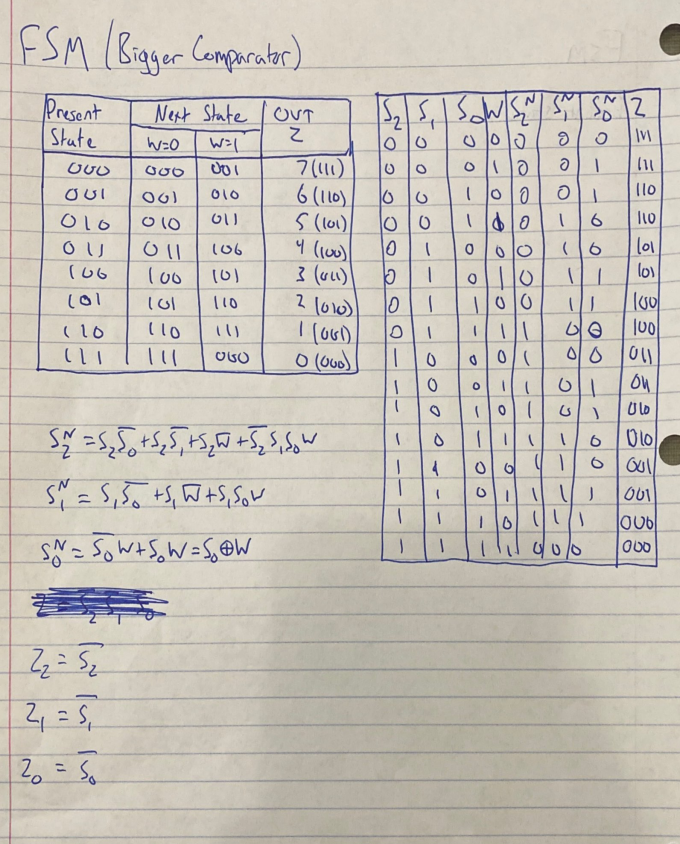 FSM (Bigger Comparator)
Present State | Next State | OUT Z
W=0 | W=1
000 | 000 | 001 | 7 (111)
001 | 001 | 010 | 6 (110)
010 | 010 | 011 | 5 (101)
011 | 011 | 100 | 4 (100)
100 | 100 | 101 | 3 (011)
101 | 101 | 110 | 2 (010)
110 | 110 | 111 | 1 (001)
111 | 111 | 000 | 0 (000)
S₂ᴺ = S₂S̅₀ + S₂S̅₁ + S₂W̅ + S̅₂S₁S₀W
S₁ᴺ = S₁S̅₀ + S₁W̅ + S₁S₀W
S₀ᴺ = S̅₀W + S₀W = S₀⊕W
Z₂ = S̅₂
Z₁ = S̅₁
Z₀ = S̅₀
S₂ | S₁ | S₀ | W | S₂ᴺ | S₁ᴺ | S₀ᴺ | Z
0 | 0 | 0 | 0 | 0 | 0 | 0 | 111
0 | 0 | 0 | 1 | 0 | 0 | 1 | 111
0 | 0 | 1 | 0 | 0 | 0 | 1 | 110
0 | 0 | 1 | 1 | 0 | 1 | 0 | 110
0 | 1 | 0 | 0 | 0 | 1 | 0 | 101
0 | 1 | 0 | 1 | 0 | 1 | 1 | 101
0 | 1 | 1 | 0 | 0 | 1 | 1 | 100
0 | 1 | 1 | 1 | 1 | 0 | 0 | 100
1 | 0 | 0 | 0 | 1 | 0 | 0 | 011
1 | 0 | 0 | 1 | 1 | 0 | 1 | 011
1 | 0 | 1 | 0 | 1 | 0 | 1 | 010
1 | 0 | 1 | 1 | 1 | 1 | 0 | 010
1 | 1 | 0 | 0 | 1 | 1 | 0 | 001
1 | 1 | 0 | 1 | 1 | 1 | 1 | 001
1 | 1 | 1 | 0 | 1 | 1 | 1 | 000
1 | 1 | 1 | 1 | 0 | 0 | 0 | 000